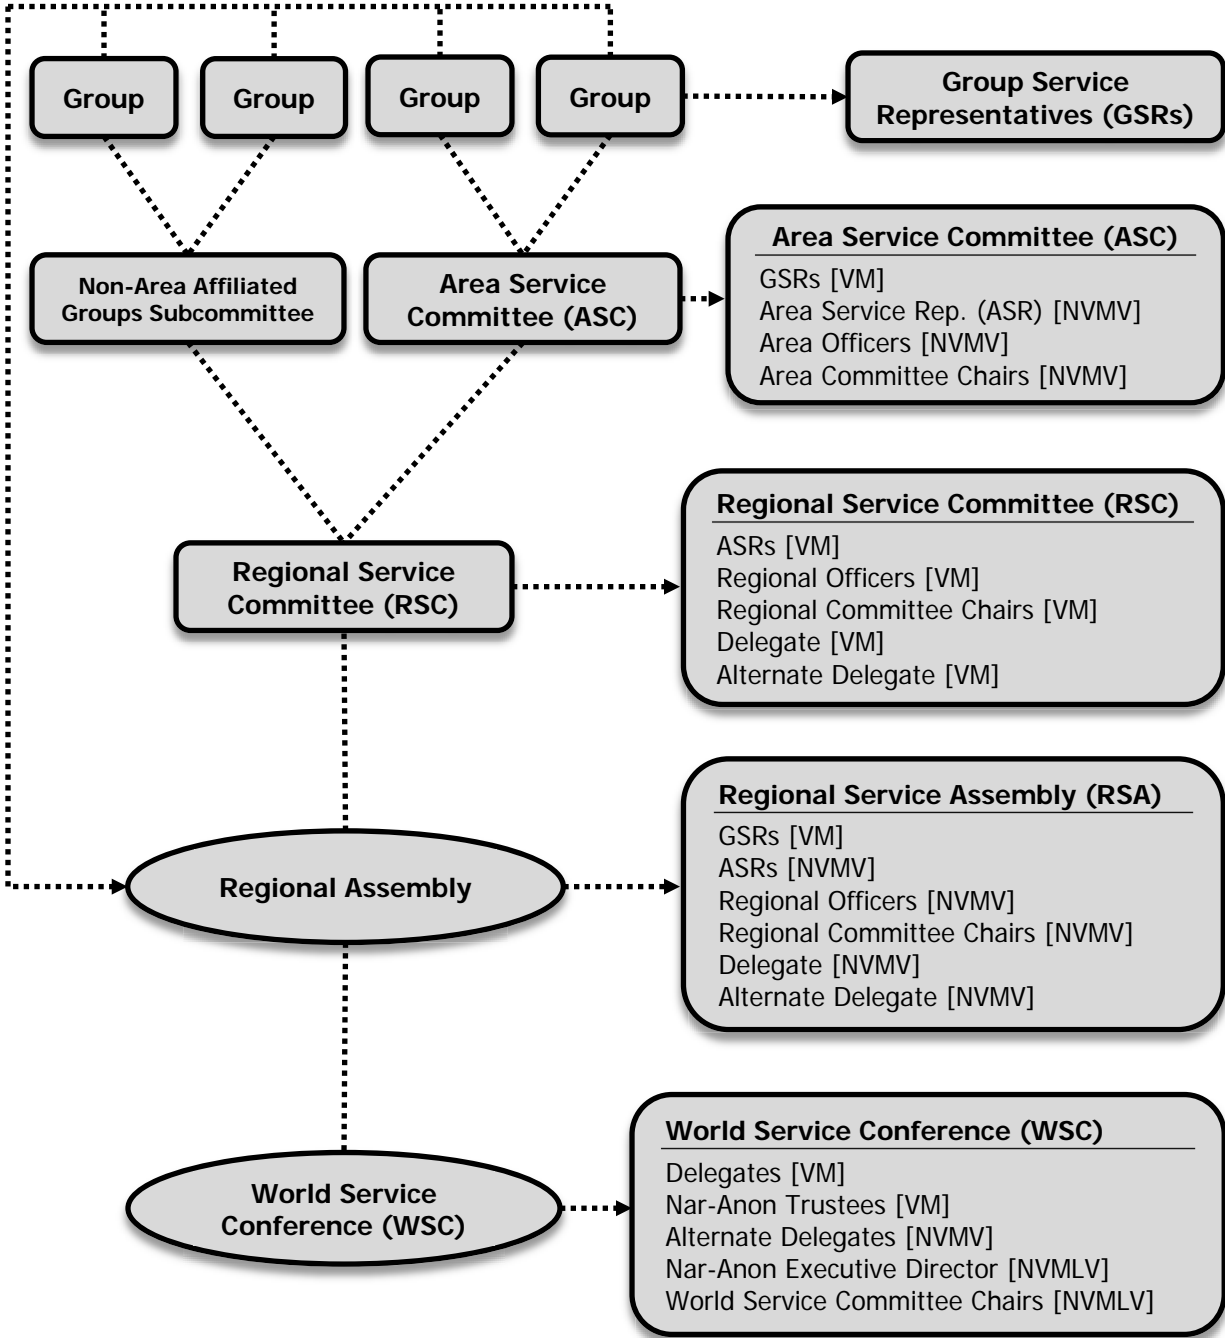 Group
Group
Group
Group
Group Service
Representatives (GSRs)
Non-Area Affiliated
Groups Subcommittee
Area Service
Committee (ASC)
Area Service Committee (ASC)
GSRs [VM]
Area Service Rep. (ASR) [NVMV]
Area Officers [NVMV]
Area Committee Chairs [NVMV]
Regional Service
Committee (RSC)
Regional Service Committee (RSC)
ASRs [VM]
Regional Officers [VM]
Regional Committee Chairs [VM]
Delegate [VM]
Alternate Delegate [VM]
Regional Assembly
Regional Service Assembly (RSA)
GSRs [VM]
ASRs [NVMV]
Regional Officers [NVMV]
Regional Committee Chairs [NVMV]
Delegate [NVMV]
Alternate Delegate [NVMV]
World Service
Conference (WSC)
World Service Conference (WSC)
Delegates [VM]
Nar-Anon Trustees [VM]
Alternate Delegates [NVMV]
Nar-Anon Executive Director [NVMLV]
World Service Committee Chairs [NVMLV]